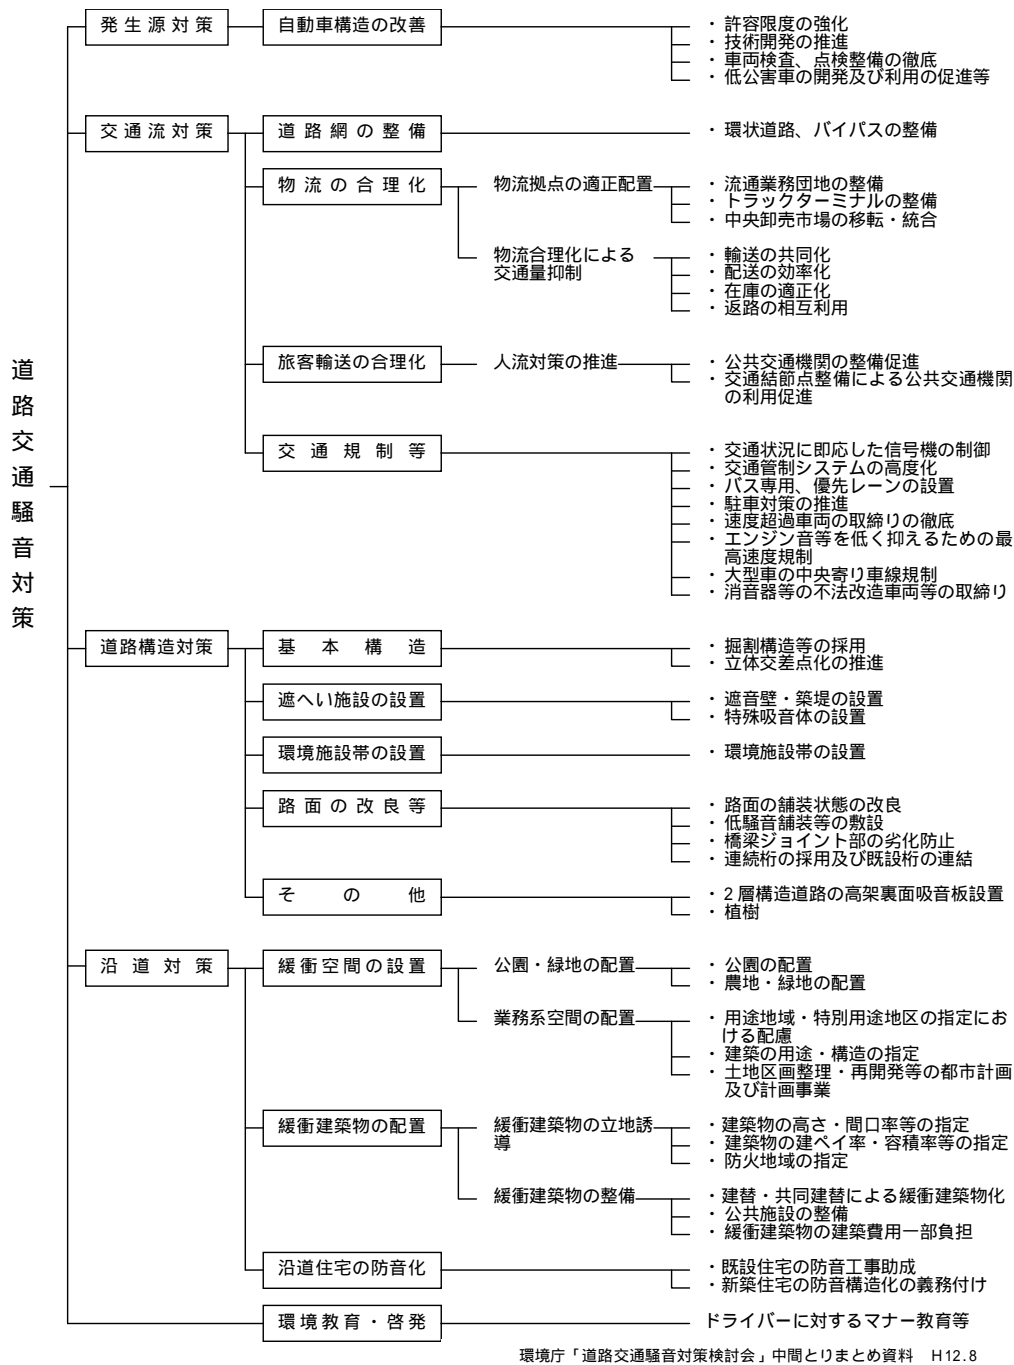 道路交通騒音対策
発生源対策
自動車構造の改善
・許容限度の強化
・技術開発の推進
・車両検査、点検整備の徹底
・低公害車の開発及び利用の促進等
交通流対策
道路網の整備
・環状道路、バイパスの整備
物流の合理化
物流拠点の適正配置
・流通業務団地の整備
・トラックターミナルの整備
・中央卸売市場の移転・統合
物流合理化による
交通量抑制
・輸送の共同化
・配送の効率化
・在庫の適正化
・返路の相互利用
旅客輸送の合理化
人流対策の推進
・公共交通機関の整備促進
・交通結節点整備による公共交通機関
の利用促進
交通規制等
・交通状況に即応した信号機の制御
・交通管制システムの高度化
・バス専用、優先レーンの設置
・駐車対策の推進
・速度超過車両の取締りの徹底
・エンジン音等を低く抑えるための最
高速度規制
・大型車の中央寄り車線規制
・消音器等の不法改造車両等の取締り
道路構造対策
基本構造
・掘割構造等の採用
・立体交差点化の推進
遮へい施設の設置
・遮音壁・築堤の設置
・特殊吸音体の設置
環境施設帯の設置
・環境施設帯の設置
路面の改良等
・路面の舗装状態の改良
・低騒音舗装等の敷設
・橋梁ジョイント部の劣化防止
・連続桁の採用及び既設桁の連結
その他
・2層構造道路の高架裏面吸音板設置
・植樹
沿道対策
緩衝空間の設置
公園・緑地の配置
・公園の配置
・農地・緑地の配置
業務系空間の配置
・用途地域・特別用途地区の指定にお
ける配慮
・建築の用途・構造の指定
・土地区画整理・再開発等の都市計画
及び計画事業
緩衝建築物の配置
緩衝建築物の立地誘
導
・建築物の高さ・間口率等の指定
・建築物の建ペイ率・容積率等の指定
・防火地域の指定
緩衝建築物の整備
・建替・共同建替による緩衝建築物化
・公共施設の整備
・緩衝建築物の建築費用一部負担
沿道住宅の防音化
・既設住宅の防音工事助成
・新築住宅の防音構造化の義務付け
環境教育・啓発
ドライバーに対するマナー教育等
環境庁「道路交通騒音対策検討会」中間とりまとめ資料 H12.8